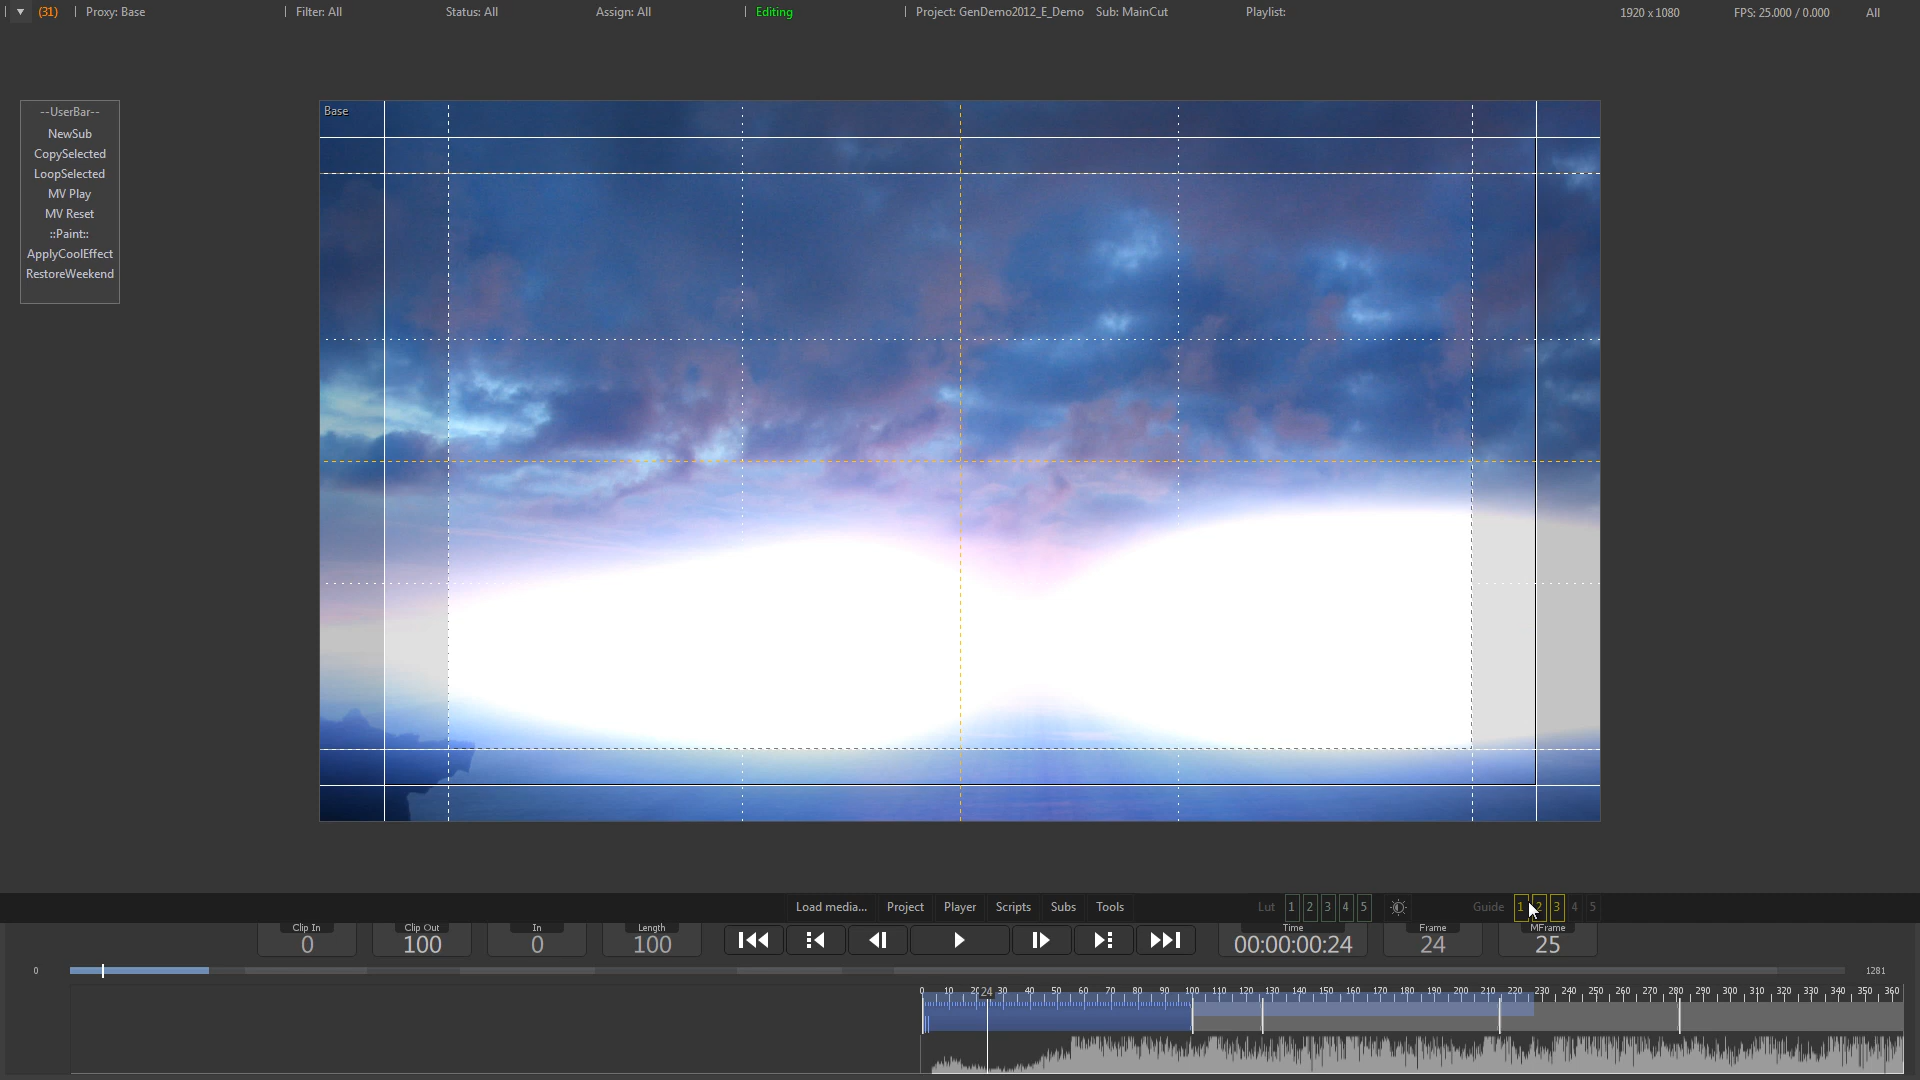 (31) Proxy: Base Filter: All Status: All Assign: All Editing Project: GenDemo2012_E_Demo Sub: MainCut Playlist: 1920 x 1080 FPS: 25.000 / 0.000 All
Base
--UserBar--
NewSub
CopySelected
LoopSelected
MV Play
MV Reset
::Paint::
ApplyCoolEffect
RestoreWeekend
Load media... Project Player Scripts Subs Tools Lut 1 2 3 4 5 Guide 1 2 3 4 5
Clip In Clip Out In Length Time Frame MFrame
0 100 0 100 00:00:00:24 24 25
0 1281
0 10 24 30 40 50 60 70 80 90 100 110 120 130 140 150 160 170 180 190 200 210 220 230 240 250 260 270 280 290 300 310 320 330 340 350 360